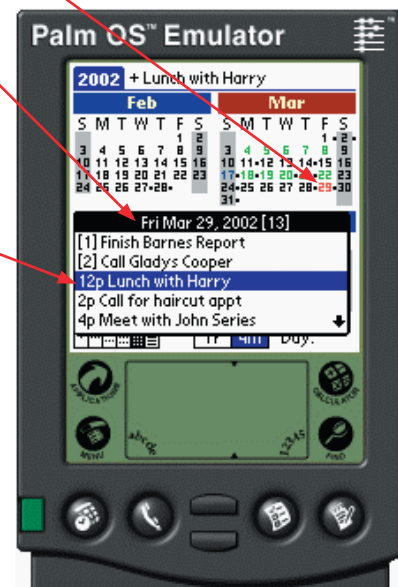 Palm OS™ Emulator
2002 + Lunch with Harry
Feb Mar
S M T W T F S S M T W T F S
1 2 1 2
3 4 5 6 7 8 9 3 4 5 6 7 8 9
10 11 12 13 14 15 16 10 11 12 13 14 15 16
17 18 19 20 21 22 23 17 18 19 20 22 23
24 25 26 27 28 24 25 26 27 28 29 30
31
Fri Mar 29, 2002 [13]
[1] Finish Barnes Report
[2] Call Gladys Cooper
12p Lunch with Harry
2p Call for haircut appt
4p Meet with John Series
4m Day:
APPLICATIONS CALCULATOR
abcde 12345
MENU FIND